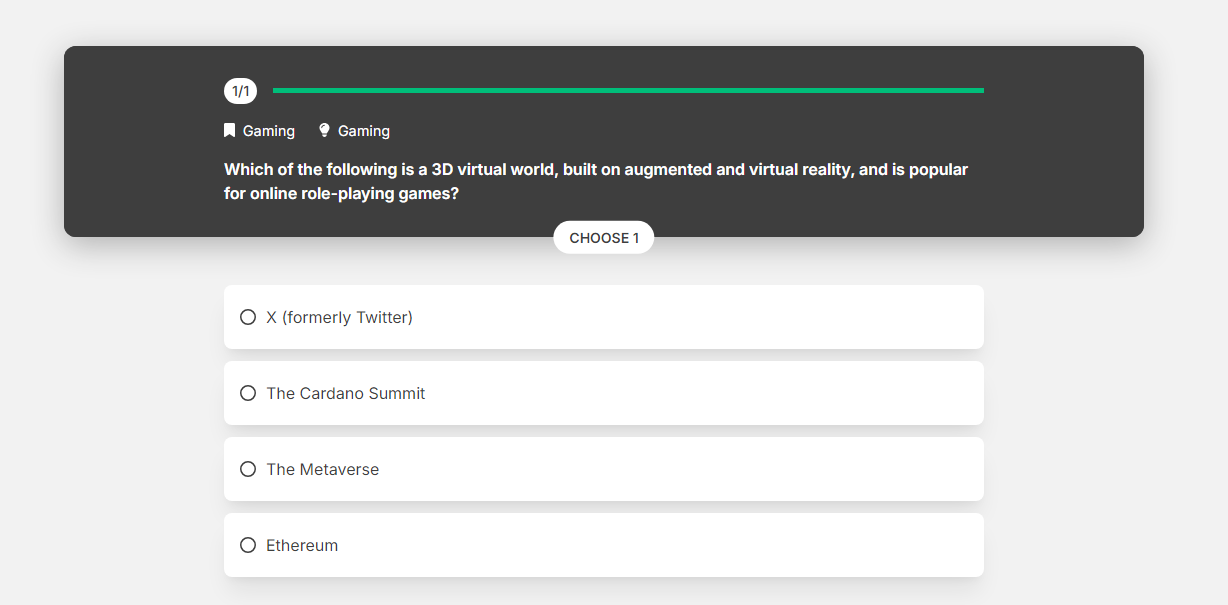 1/1
Gaming Gaming
Which of the following is a 3D virtual world, built on augmented and virtual reality, and is popular
for online role-playing games?
CHOOSE 1
X (formerly Twitter)
The Cardano Summit
The Metaverse
Ethereum